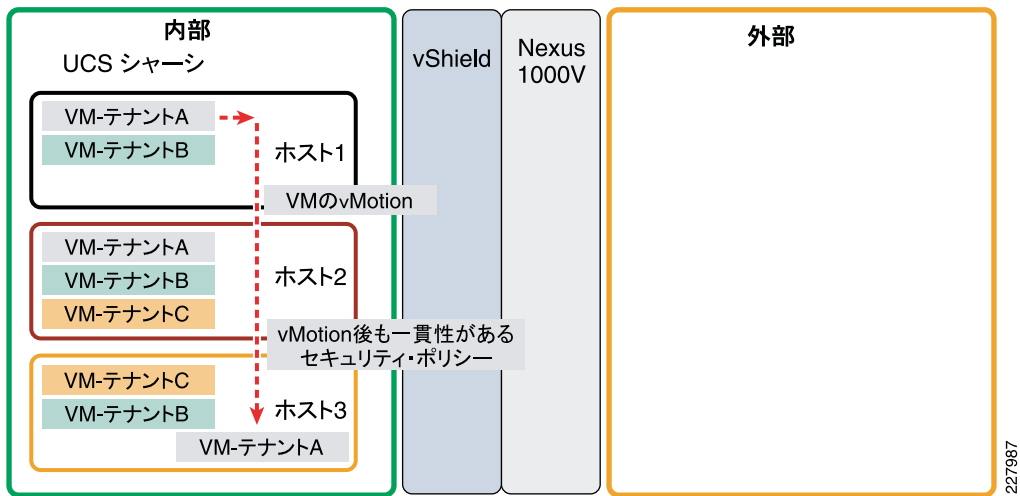 内部
UCS シャーシ
VM-テナントA
VM-テナントB
ホスト1
VMのvMotion
VM-テナントA
VM-テナントB
VM-テナントC
ホスト2
vMotion後も一貫性がある
セキュリティ・ポリシー
VM-テナントC
VM-テナントB
ホスト3
VM-テナントA
vShield
Nexus
1000V
外部
227987